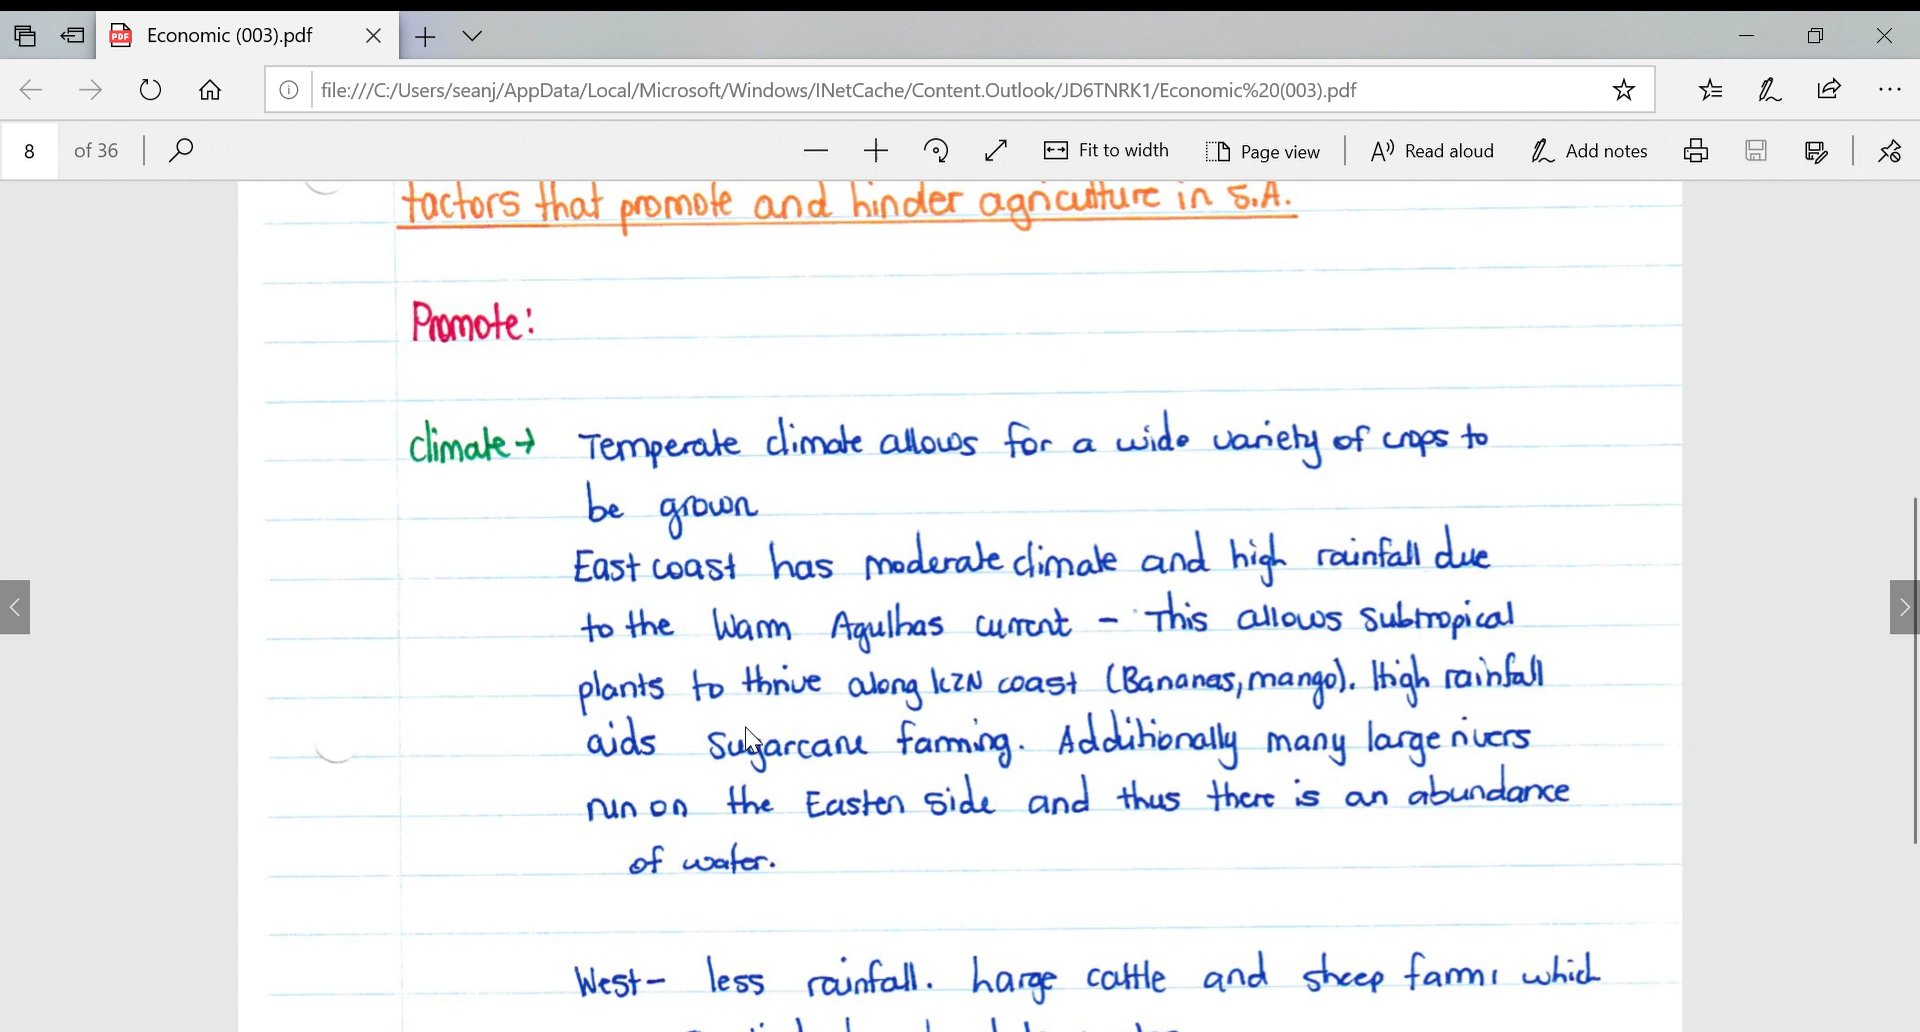 Economic (003).pdf
file:///C:/Users/seanj/AppData/Local/Microsoft/Windows/INetCache/Content.Outlook/JD6TNRK1/Economic%20(003).pdf
8 of 36 Fit to width Page view Read aloud Add notes
factors that promote and hinder agriculture in S.A.
Promote:
Climate → Temperate climate allows for a wide variety of crops to
be grown
East coast has moderate climate and high rainfall due
to the Warm Agulhas current - This allows subtropical
plants to thrive along KZN coast (Bananas, mango). High rainfall
aids Sugarcane farming. Additionally many large rivers
run on the Easten side and thus there is an abundance
of water.
West - less rainfall. Large cattle and sheep farms which